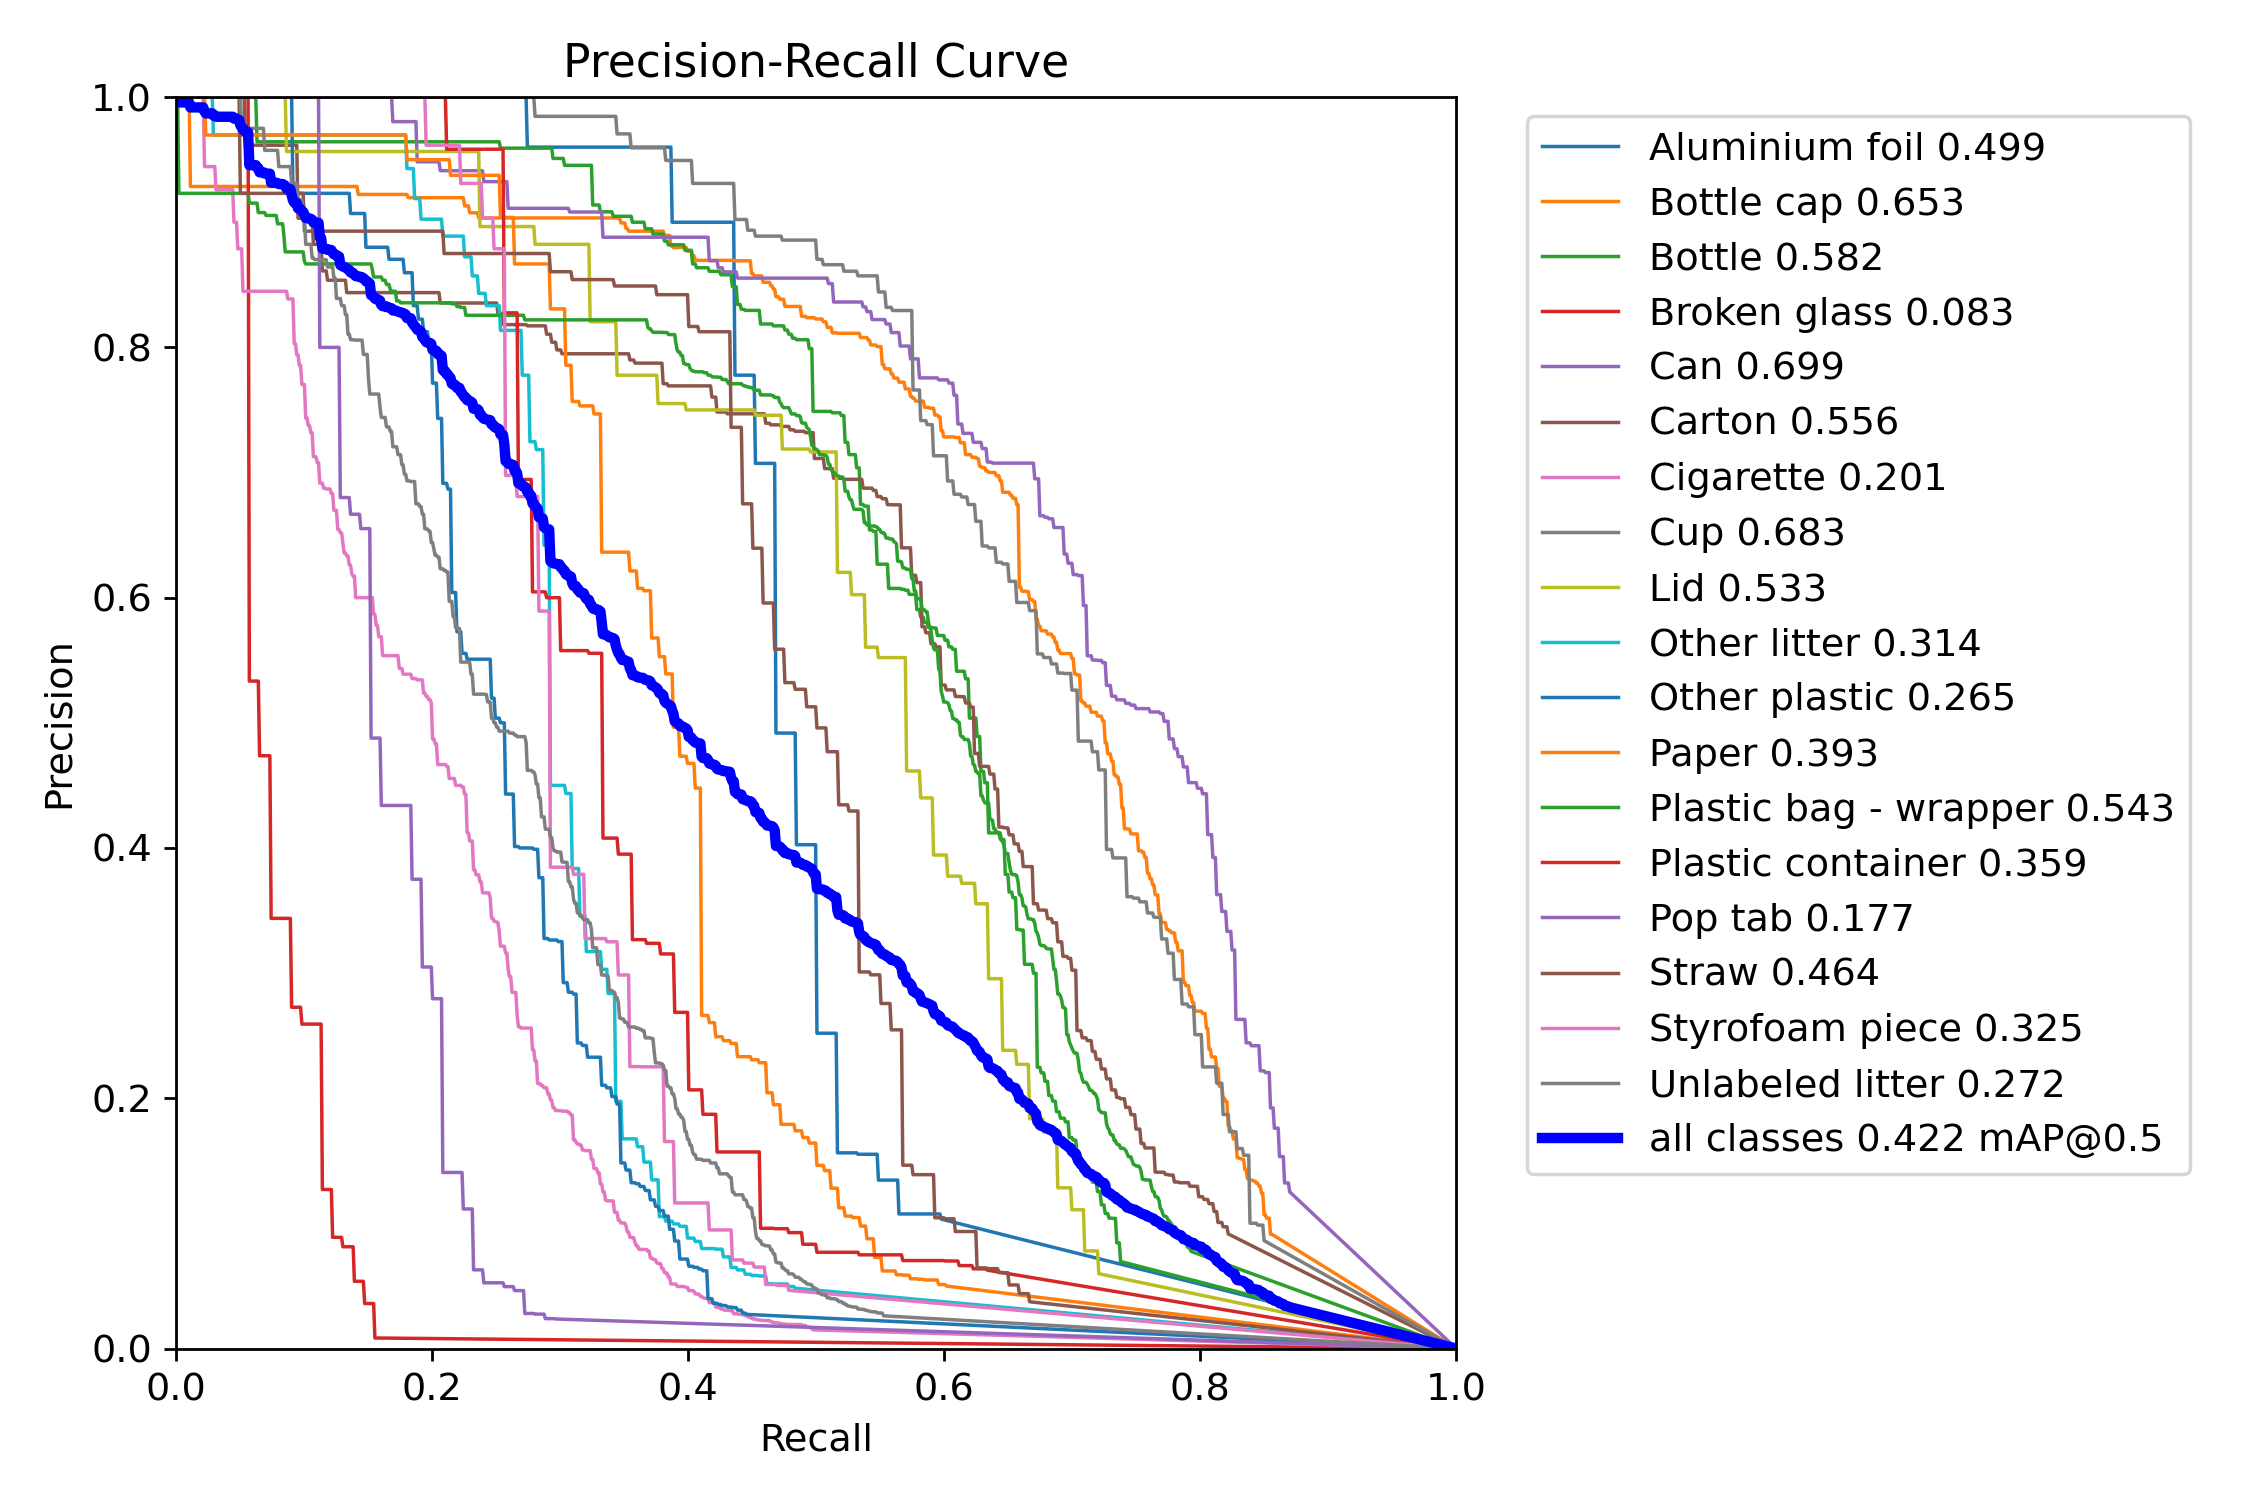 Precision-Recall Curve
1.0
0.8
0.6
0.4
0.2
0.0
Precision
0.0 0.2 0.4 0.6 0.8 1.0
Recall
Aluminium foil 0.499
Bottle cap 0.653
Bottle 0.582
Broken glass 0.083
Can 0.699
Carton 0.556
Cigarette 0.201
Cup 0.683
Lid 0.533
Other litter 0.314
Other plastic 0.265
Paper 0.393
Plastic bag - wrapper 0.543
Plastic container 0.359
Pop tab 0.177
Straw 0.464
Styrofoam piece 0.325
Unlabeled litter 0.272
all classes 0.422 mAP@0.5